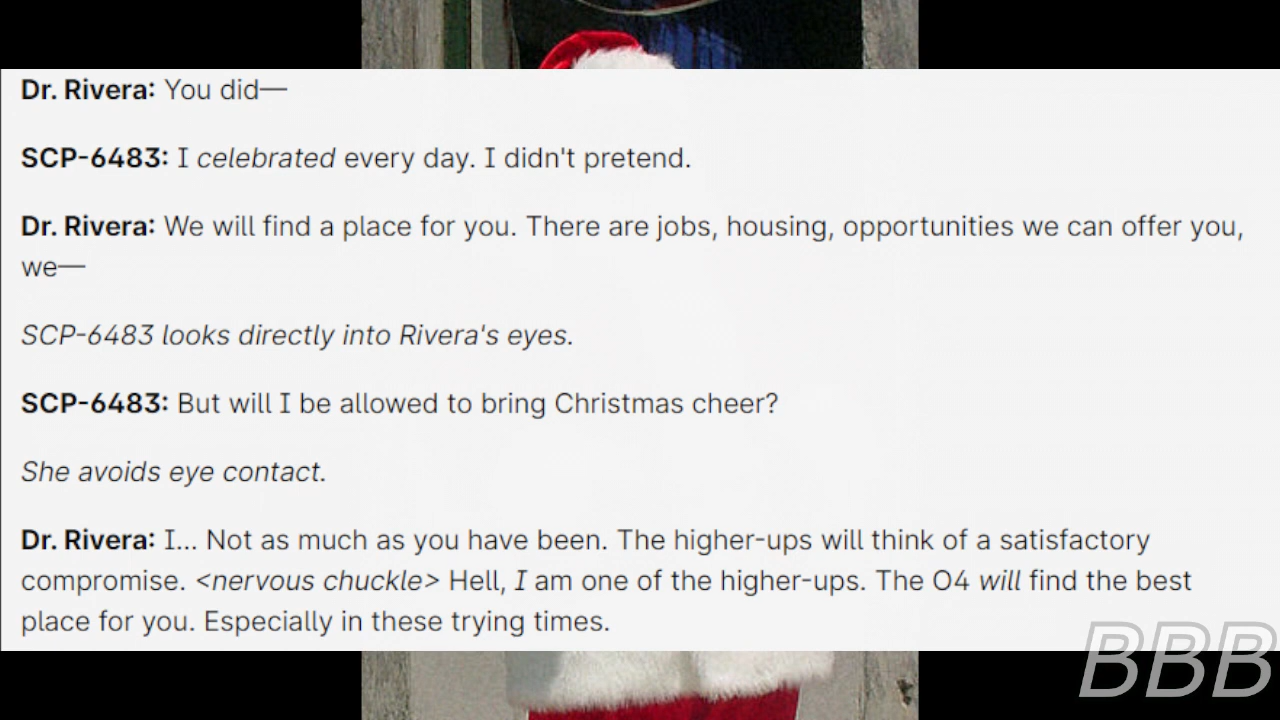 Dr. Rivera: You did—
SCP-6483: I celebrated every day. I didn't pretend.
Dr. Rivera: We will find a place for you. There are jobs, housing, opportunities we can offer you,
we—
SCP-6483 looks directly into Rivera's eyes.
SCP-6483: But will I be allowed to bring Christmas cheer?
She avoids eye contact.
Dr. Rivera: I... Not as much as you have been. The higher-ups will think of a satisfactory
compromise. <nervous chuckle> Hell, I am one of the higher-ups. The O4 will find the best
place for you. Especially in these trying times.
BBB